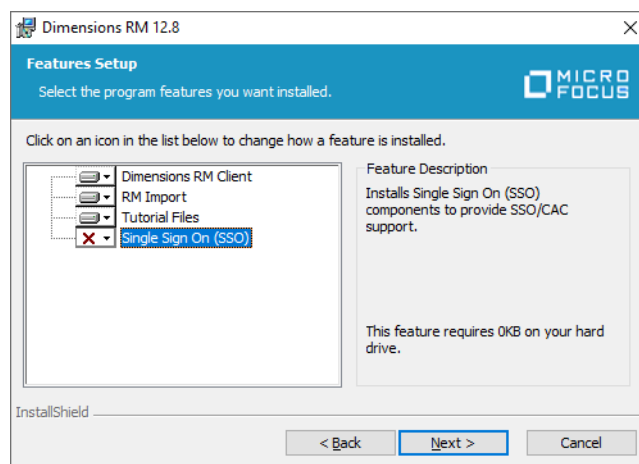 Dimensions RM 12.8
Features Setup
Select the program features you want installed.
MICRO
FOCUS
Click on an icon in the list below to change how a feature is installed.
Dimensions RM Client
RM Import
Tutorial Files
Single Sign On (SSO)
Feature Description
Installs Single Sign On (SSO)
components to provide SSO/CAC
support.
This feature requires 0KB on your hard
drive.
InstallShield
< Back
Next >
Cancel